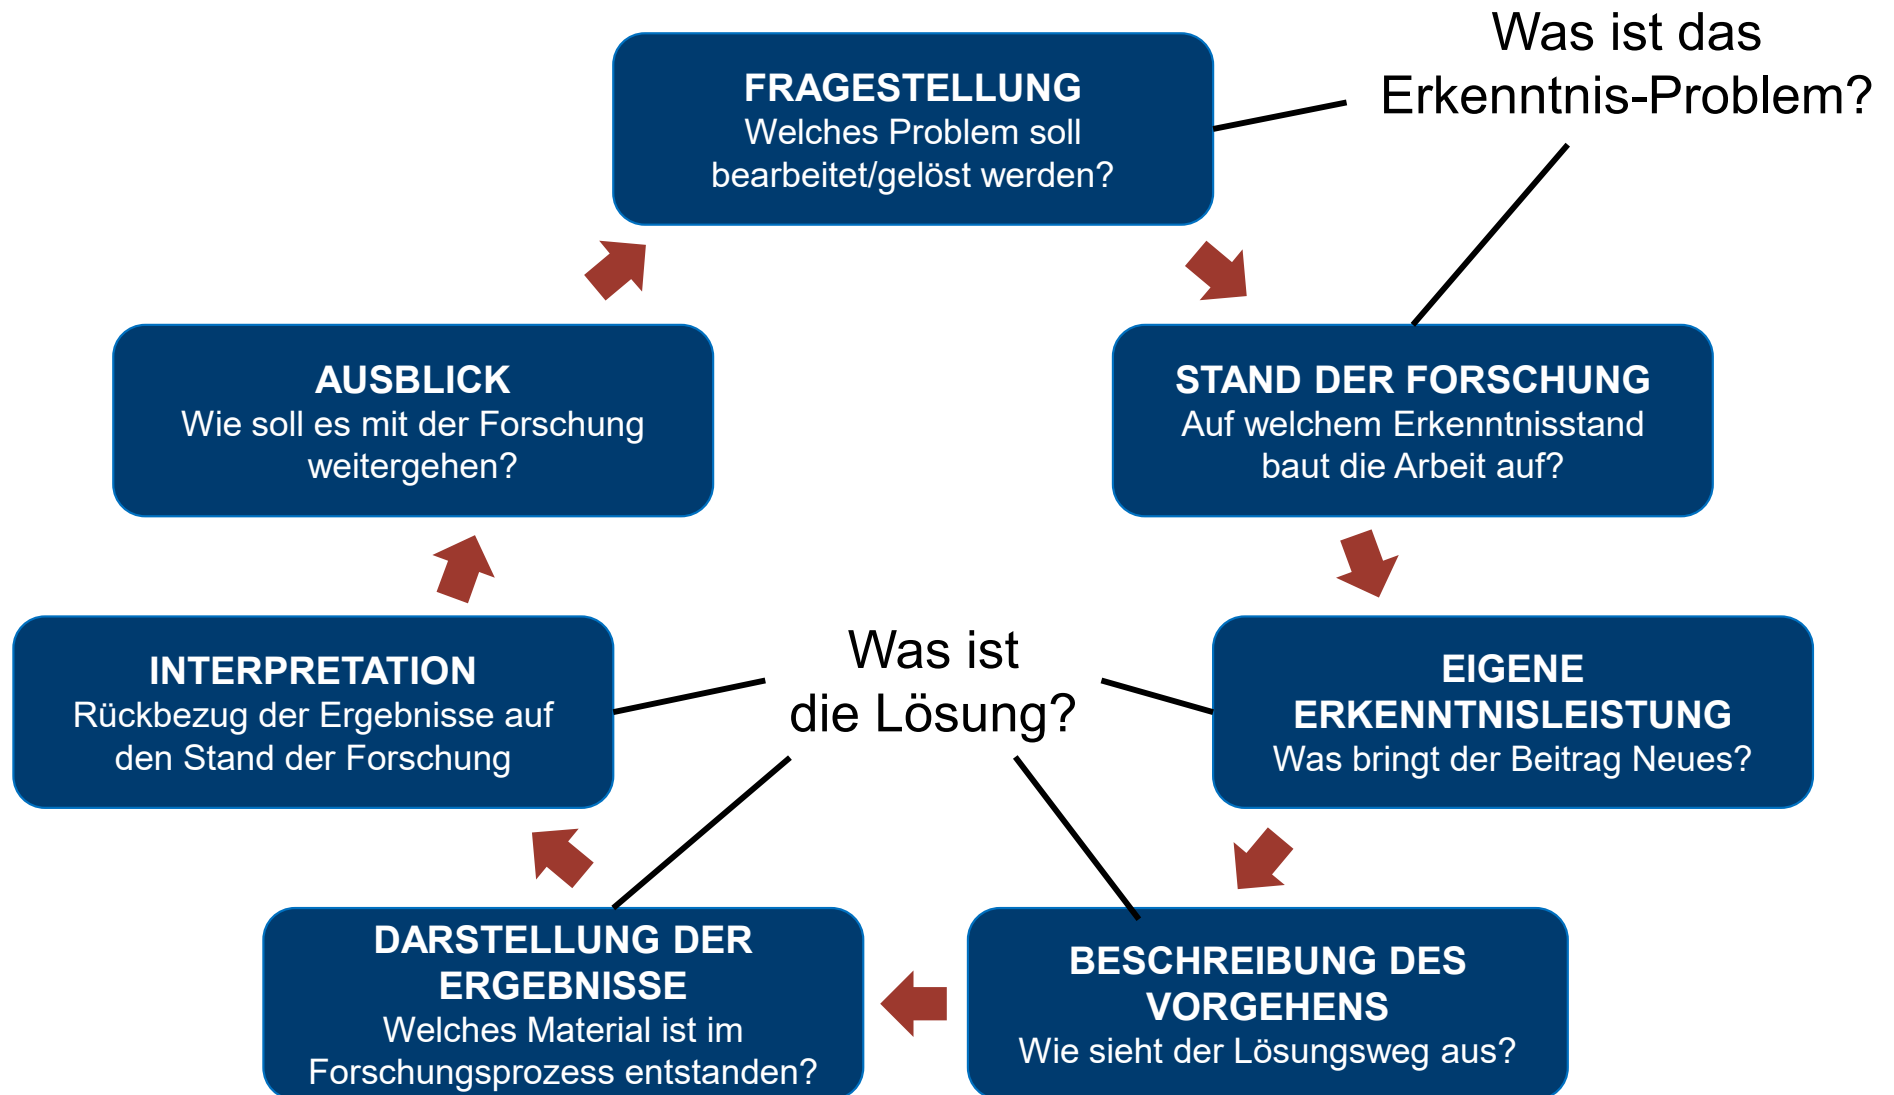 Was ist das
Erkenntnis-Problem?
FRAGESTELLUNG
Welches Problem soll
bearbeitet/gelöst werden?
STAND DER FORSCHUNG
Auf welchem Erkenntnisstand
baut die Arbeit auf?
EIGENE
ERKENNTNISLEISTUNG
Was bringt der Beitrag Neues?
BESCHREIBUNG DES
VORGEHENS
Wie sieht der Lösungsweg aus?
DARSTELLUNG DER
ERGEBNISSE
Welches Material ist im
Forschungsprozess entstanden?
INTERPRETATION
Rückbezug der Ergebnisse auf
den Stand der Forschung
AUSBLICK
Wie soll es mit der Forschung
weitergehen?
Was ist
die Lösung?